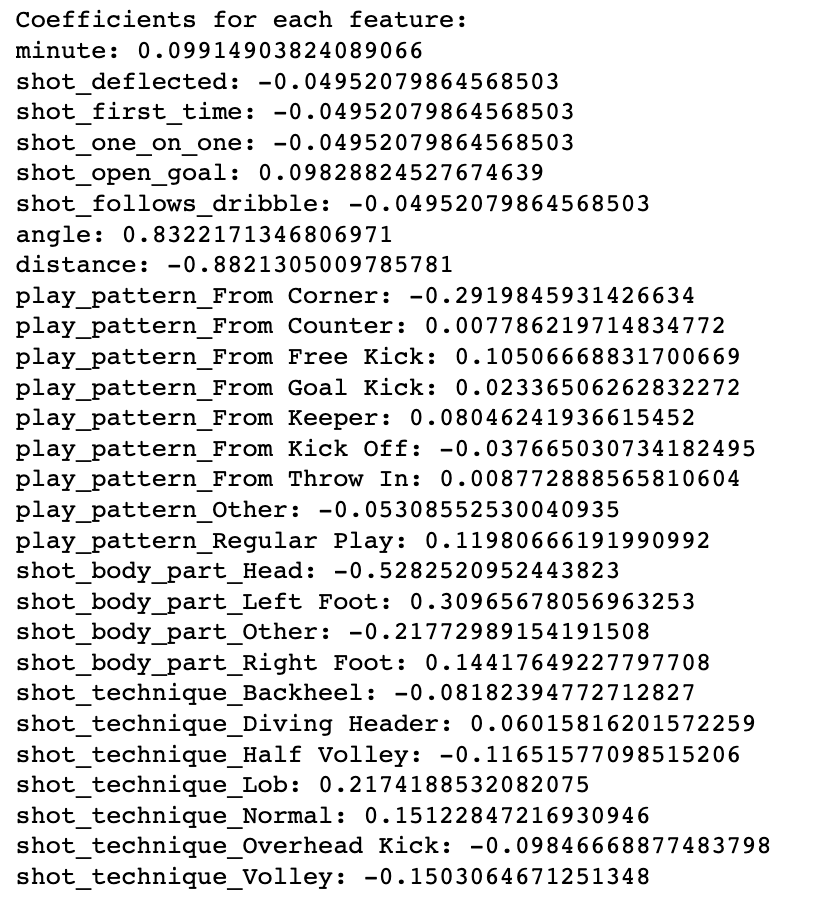 Coefficients for each feature:
minute: 0.09914903824089066
shot_deflected: -0.04952079864568503
shot_first_time: -0.04952079864568503
shot_one_on_one: -0.04952079864568503
shot_open_goal: 0.09828824527674639
shot_follows_dribble: -0.04952079864568503
angle: 0.8322171346806971
distance: -0.8821305009785781
play_pattern_From Corner: -0.2919845931426634
play_pattern_From Counter: 0.007786219714834772
play_pattern_From Free Kick: 0.10506668831700669
play_pattern_From Goal Kick: 0.02336506262832272
play_pattern_From Keeper: 0.08046241936615452
play_pattern_From Kick Off: -0.037665030734182495
play_pattern_From Throw In: 0.008772888565810604
play_pattern_Other: -0.05308552530040935
play_pattern_Regular Play: 0.11980666191990992
shot_body_part_Head: -0.5282520952443823
shot_body_part_Left Foot: 0.30965678056963253
shot_body_part_Other: -0.21772989154191508
shot_body_part_Right Foot: 0.14417649227797708
shot_technique_Backheel: -0.08182394772712827
shot_technique_Diving Header: 0.06015816201572259
shot_technique_Half Volley: -0.11651577098515206
shot_technique_Lob: 0.2174188532082075
shot_technique_Normal: 0.15122847216930946
shot_technique_Overhead Kick: -0.09846668877483798
shot_technique_Volley: -0.1503064671251348